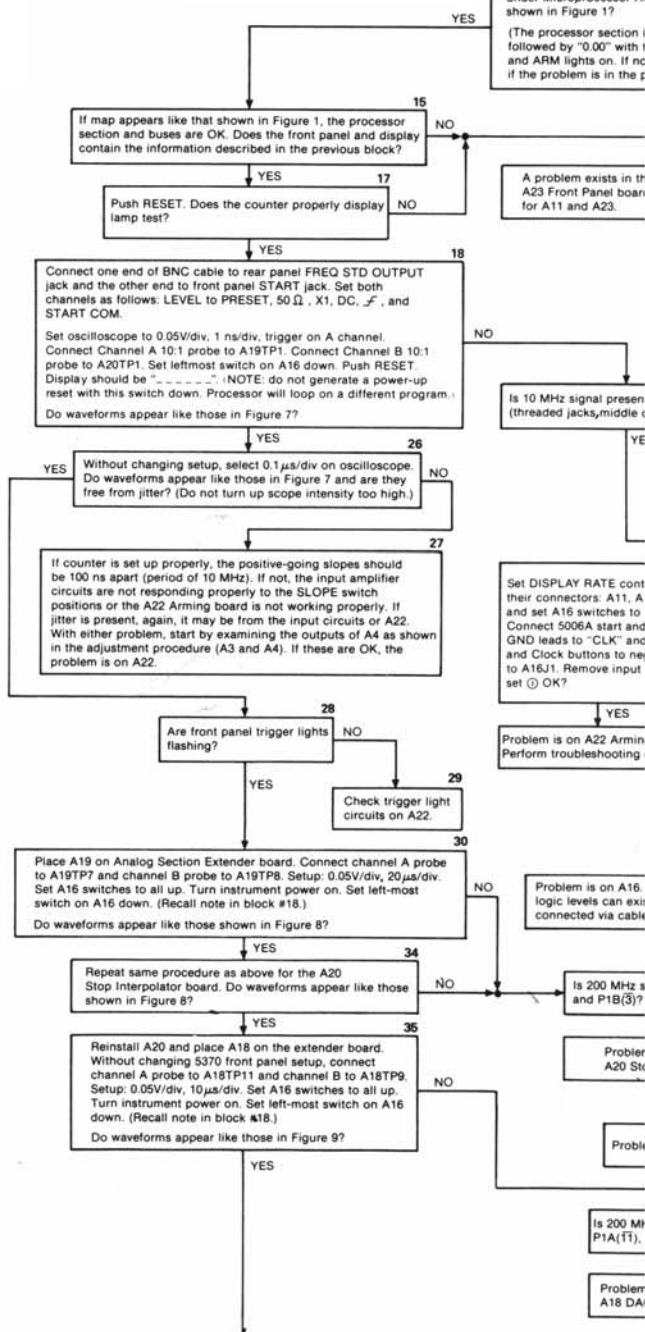 shown in Figure 1?
YES
(The processor section i
followed by "0.00" with t
and ARM lights on. If no
if the problem is in the p
15
If map appears like that shown in Figure 1, the processor
section and buses are OK. Does the front panel and display
contain the information described in the previous block?
NO
YES
17
Push RESET. Does the counter properly display
lamp test?
NO
A problem exists in th
A23 Front Panel board
for A11 and A23.
YES
18
Connect one end of BNC cable to rear panel FREQ STD OUTPUT
jack and the other end to front panel START jack. Set both
channels as follows: LEVEL to PRESET, 50Ω, X1, DC, ⨍, and
START COM.
Set oscilloscope to 0.05V/div, 1 ns/div, trigger on A channel.
Connect Channel A 10:1 probe to A19TP1. Connect Channel B 10:1
probe to A20TP1. Set leftmost switch on A16 down. Push RESET.
Display should be "_ _ _ _ _ _". (NOTE: do not generate a power-up
reset with this switch down. Processor will loop on a different program.)
Do waveforms appear like those in Figure 7?
NO
Is 10 MHz signal presen
(threaded jacks, middle c
YE
YES
26
YES
Without changing setup, select 0.1 μs/div on oscilloscope.
Do waveforms appear like those in Figure 7 and are they
free from jitter? (Do not turn up scope intensity too high.)
NO
27
If counter is set up properly, the positive-going slopes should
be 100 ns apart (period of 10 MHz). If not, the input amplifier
circuits are not responding properly to the SLOPE switch
positions or the A22 Arming board is not working properly. If
jitter is present, again, it may be from the input circuits or A22.
With either problem, start by examining the outputs of A4 as shown
in the adjustment procedure (A3 and A4). If these are OK, the
problem is on A22.
Set DISPLAY RATE cont
their connectors: A11, A
and set A16 switches to
Connect 5006A start and
GND leads to "CLK" and
and Clock buttons to neg
to A16J1. Remove input
set ① OK?
YES
Problem is on A22 Armin
Perform troubleshooting
28
Are front panel trigger lights
flashing?
NO
YES
29
Check trigger light
circuits on A22.
30
Place A19 on Analog Section Extender board. Connect channel A probe
to A19TP7 and channel B probe to A19TP8. Setup: 0.05V/div, 20μs/div.
Set A16 switches to all up. Turn instrument power on. Set left-most
switch on A16 down. (Recall note in block #18.)
Do waveforms appear like those shown in Figure 8?
NO
Problem is on A16.
logic levels can exis
connected via cable
YES
34
Repeat same procedure as above for the A20
Stop Interpolator board. Do waveforms appear like those
shown in Figure 8?
NO
Is 200 MHz s
and P1B(3̅)?
YES
35
Reinstall A20 and place A18 on the extender board.
Without changing 5370 front panel setup, connect
channel A probe to A18TP11 and channel B to A18TP9.
Setup: 0.05V/div, 10μs/div. Set A16 switches to all up.
Turn instrument power on. Set left-most switch on A16
down. (Recall note in block #18.)
Do waveforms appear like those in Figure 9?
NO
Problem
A20 Sto
Proble
YES
Is 200 MH
P1A(1̅1̅),
Problem
A18 DA